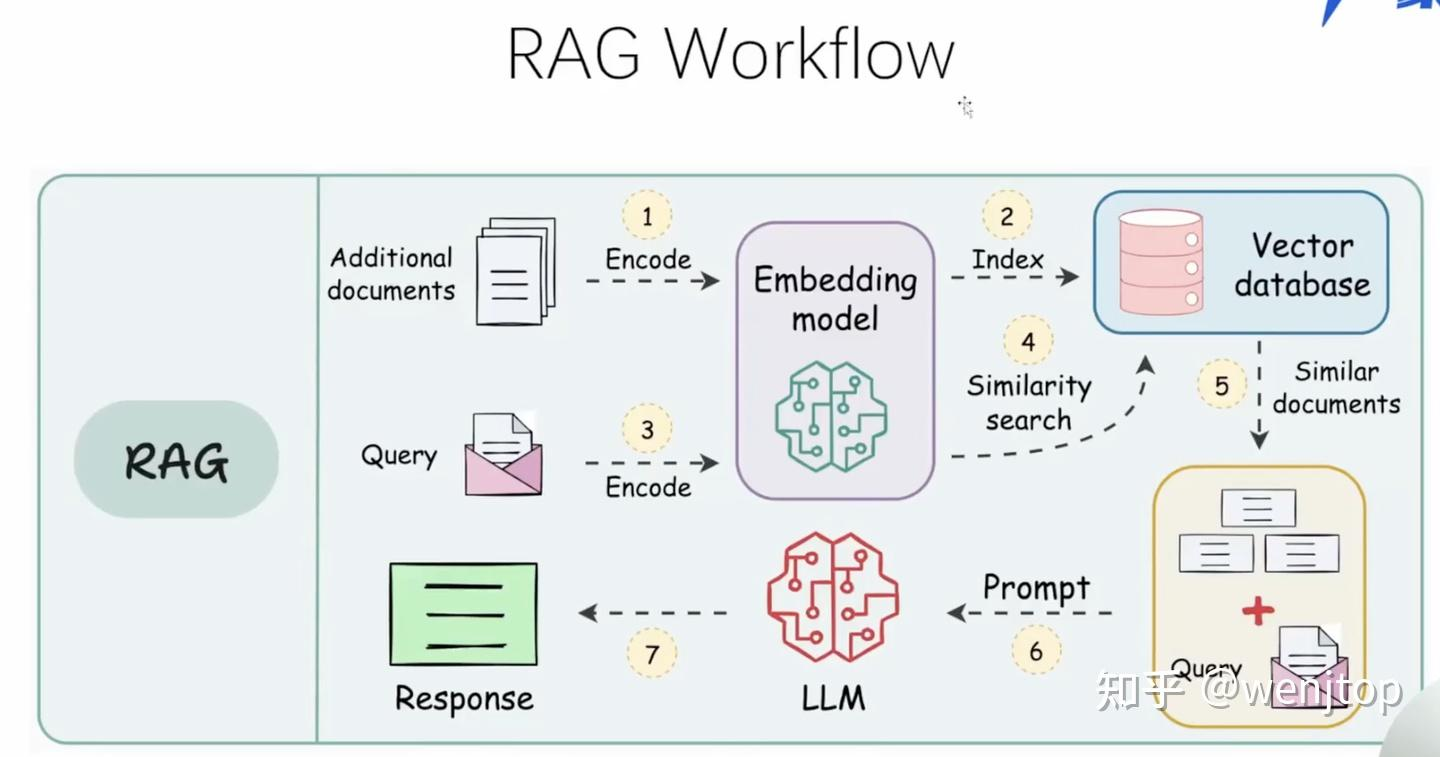 RAG Workflow
RAG
Additional
documents
1
Encode
Embedding
model
2
Index
Vector
database
4
Similarity
search
5
Similar
documents
Query
3
Encode
Response
7
LLM
Prompt
6
Query
知乎 @wenjtop